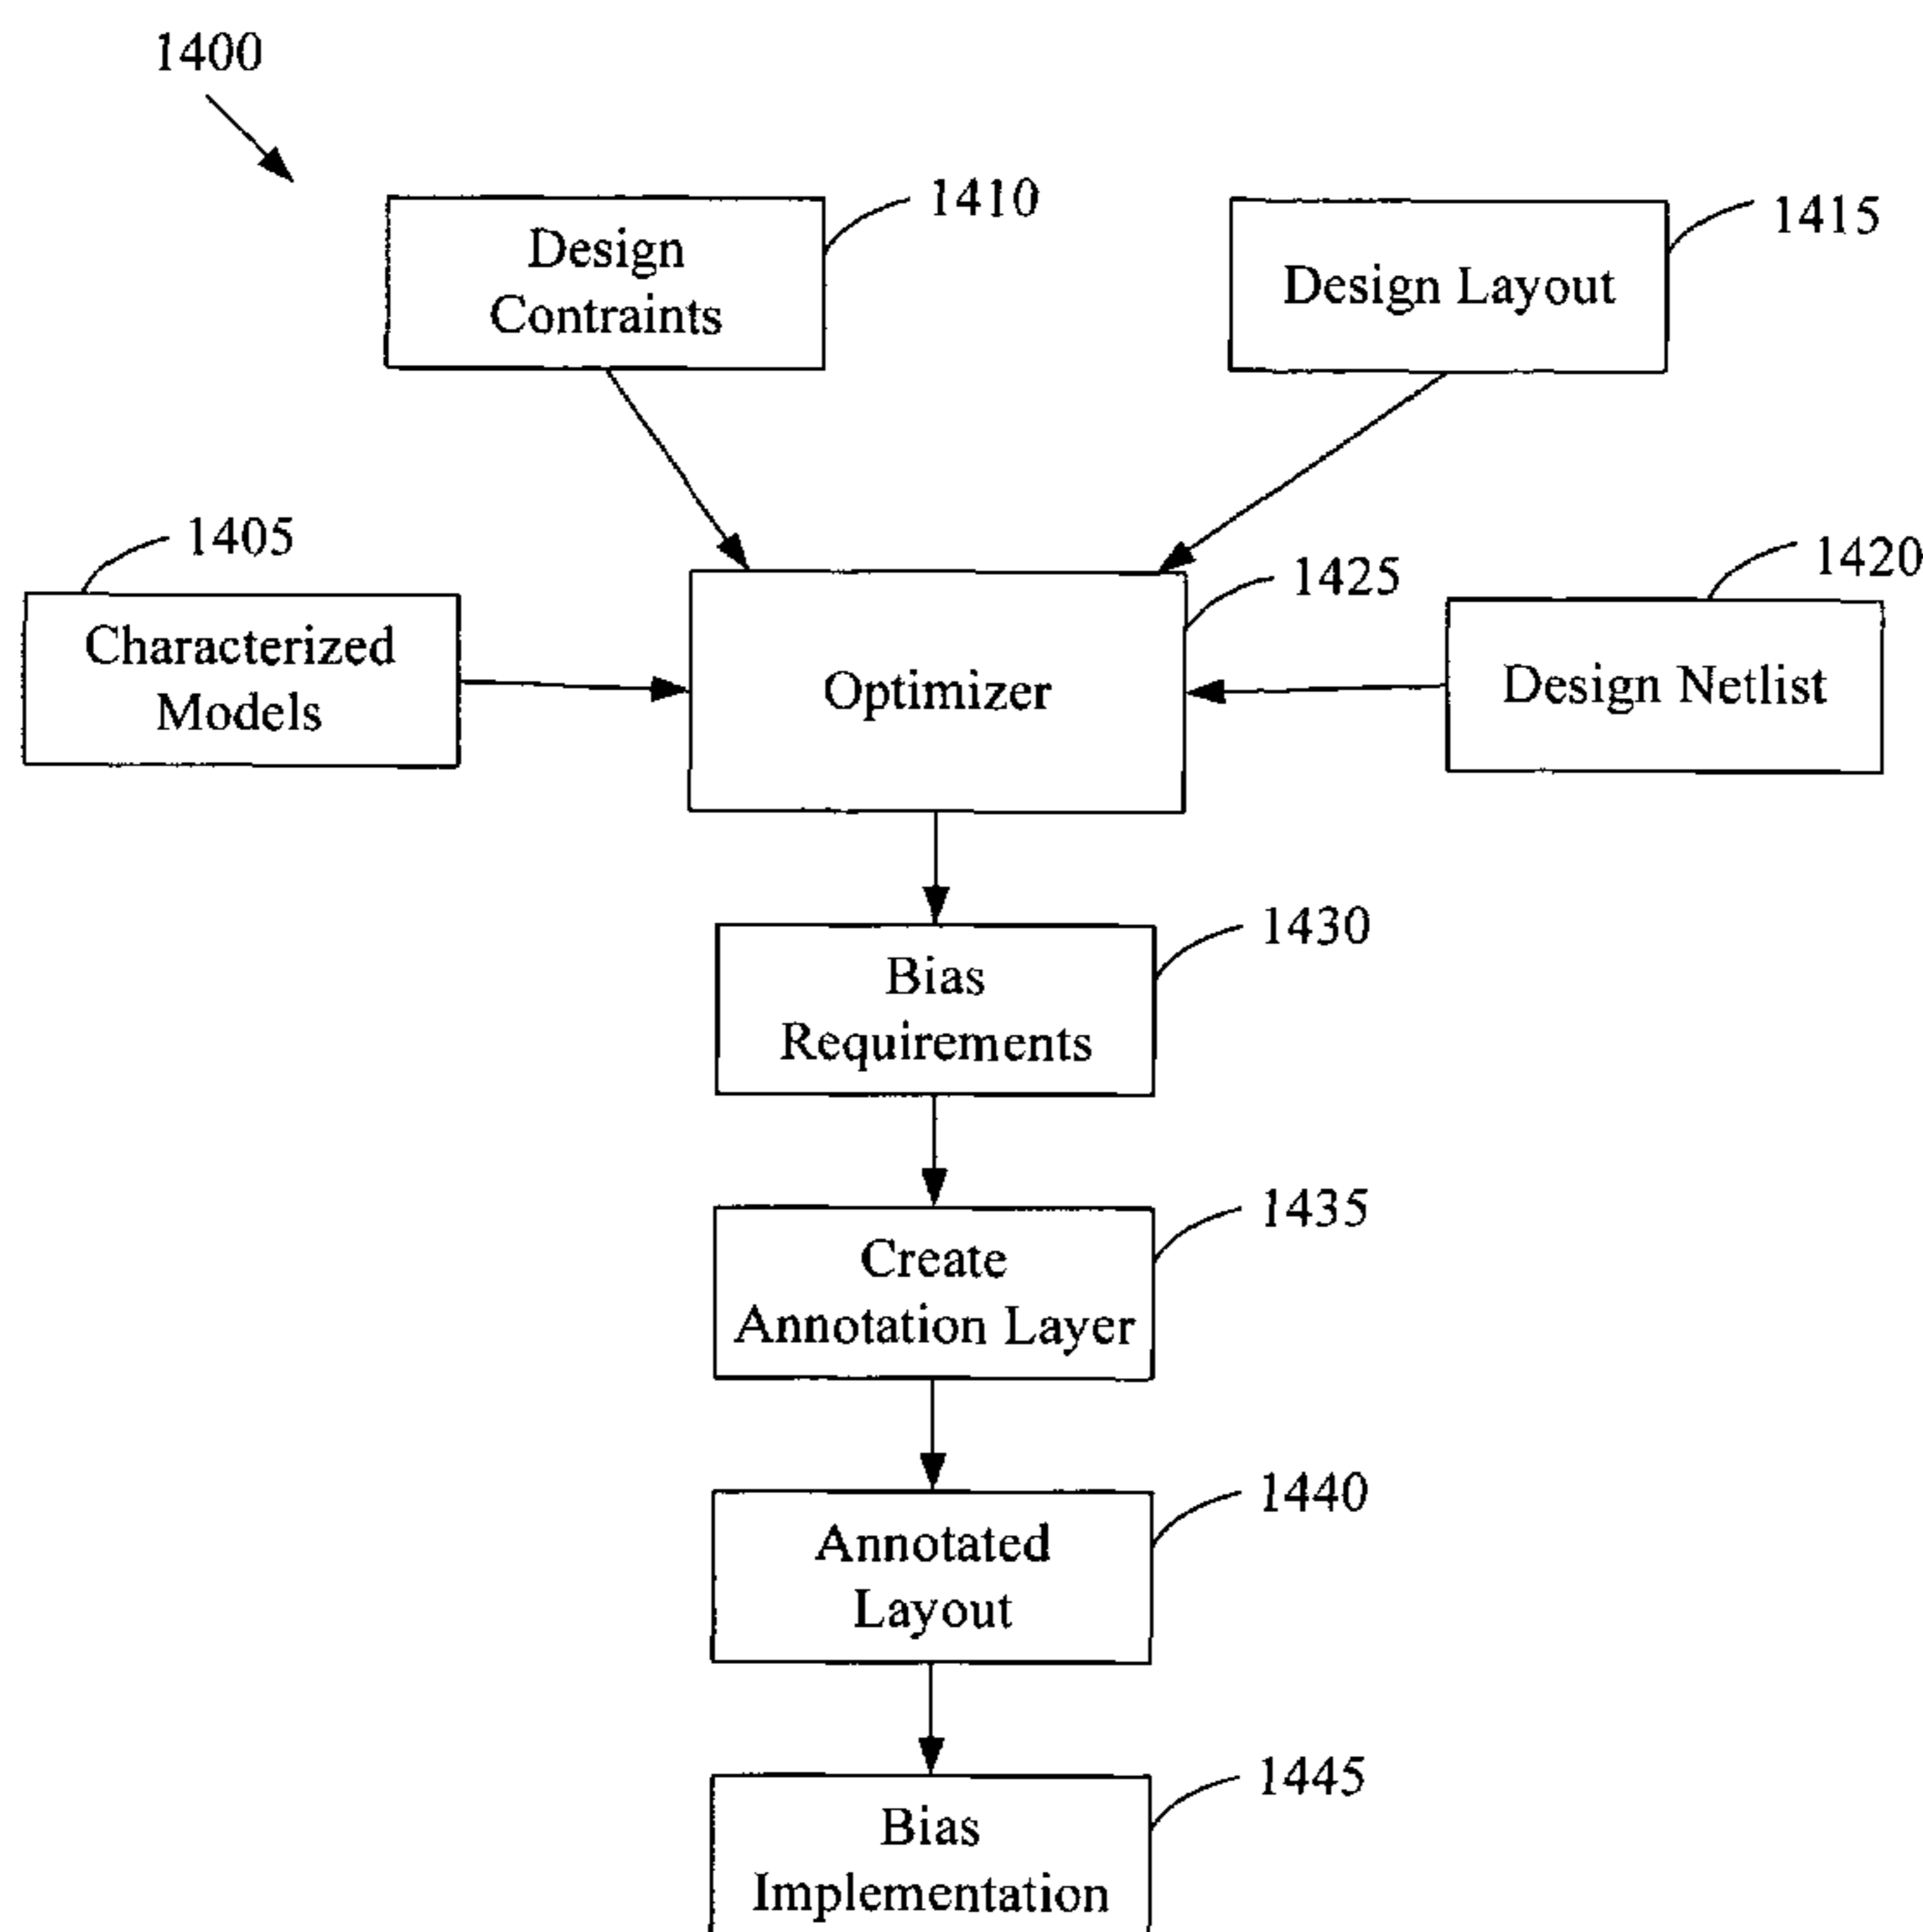 1400
Design
Contraints
1410
Design Layout
1415
1405
Characterized
Models
Optimizer
1425
Design Netlist
1420
Bias
Requirements
1430
Create
Annotation Layer
1435
Annotated
Layout
1440
Bias
Implementation
1445